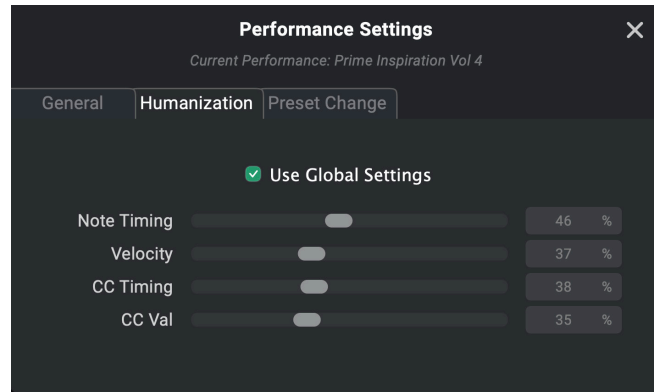 Performance Settings
Current Performance: Prime Inspiration Vol 4
General Humanization Preset Change
Use Global Settings
Note Timing 46 %
Velocity 37 %
CC Timing 38 %
CC Val 35 %